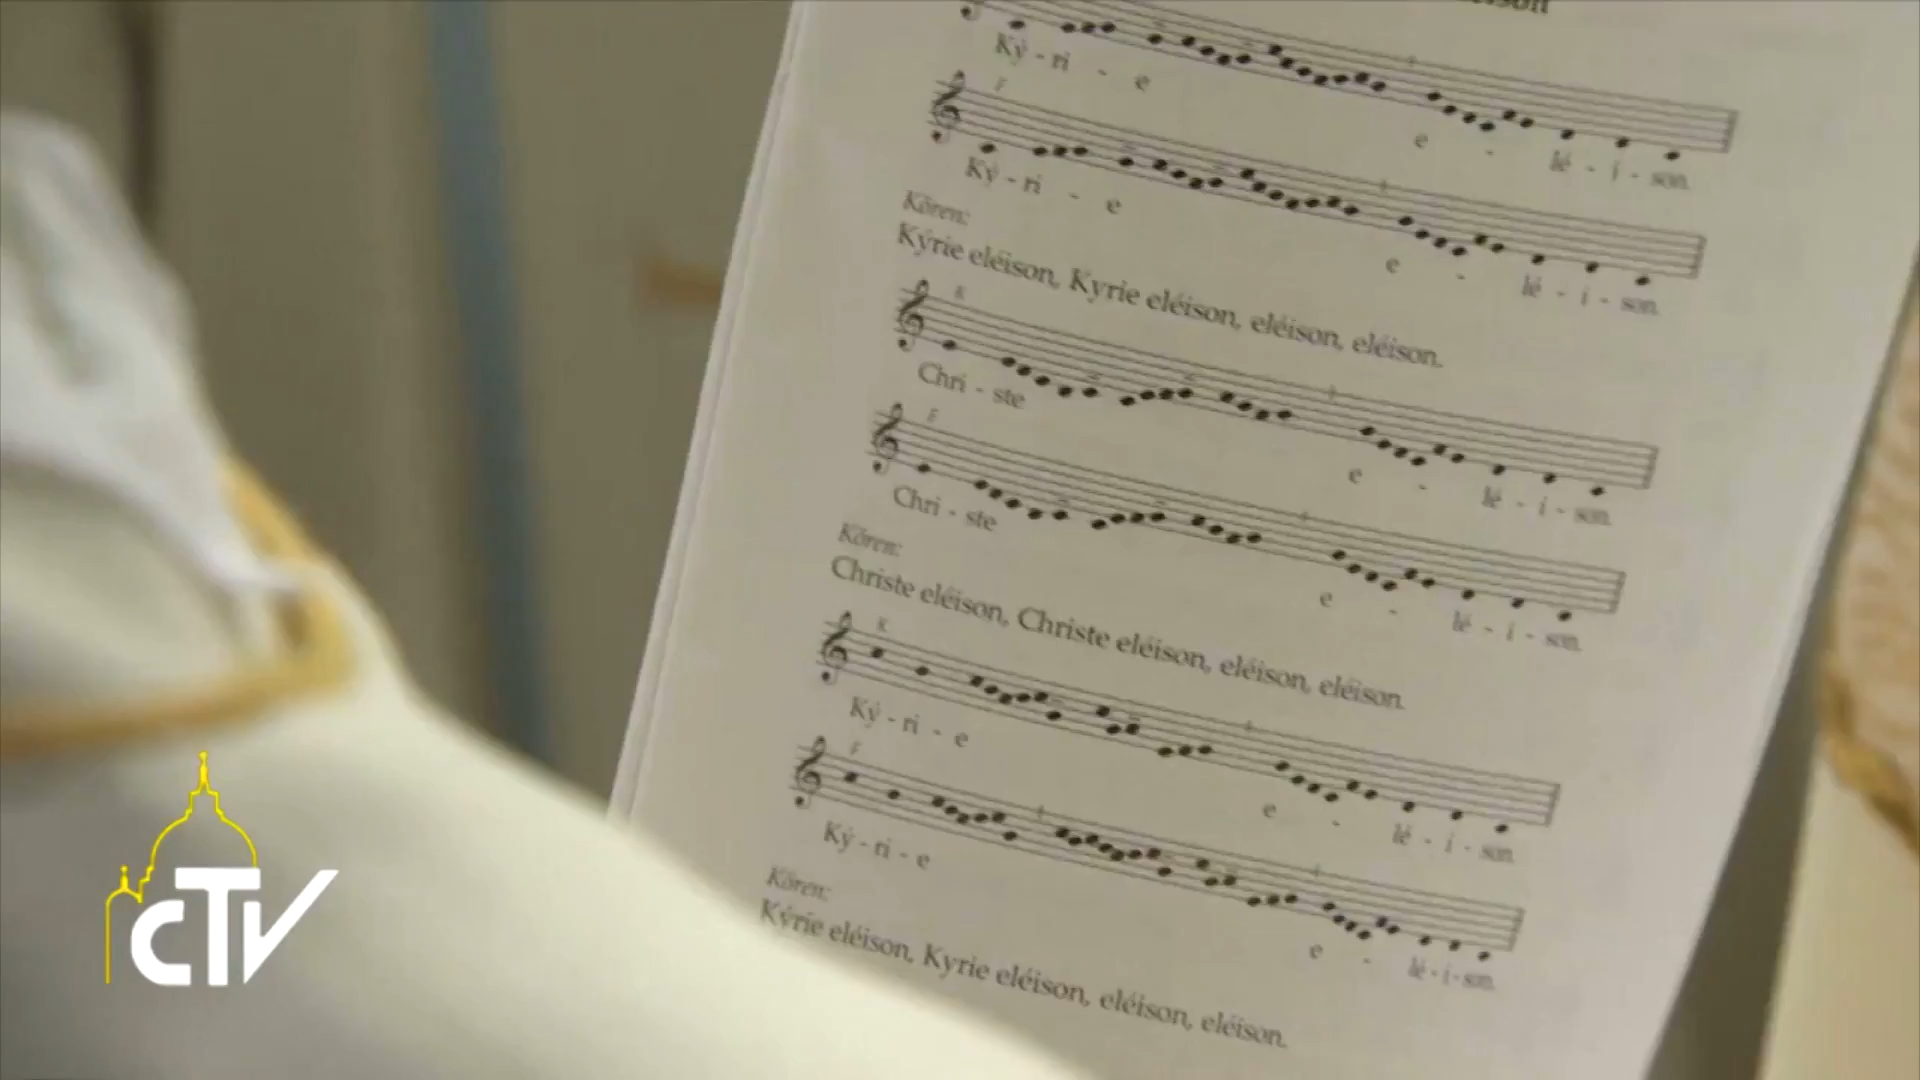 Ký - ri - e e - lé - i - son.
F
Ký - ri - e e - lé - i - son.
Kören:
Kýrie eléison, Kyrie eléison, eléison, eléison.
K
Chri - ste e - lé - i - son.
F
Chri - ste e - lé - i - son.
Kören:
Christe eléison, Christe eléison, eléison, eléison.
K
Ký - ri - e e - lé - i - son.
F
Ký - ri - e e - lé - i - son.
Kören:
Kýrie eléison, Kyrie eléison, eléison, eléison.
CTV